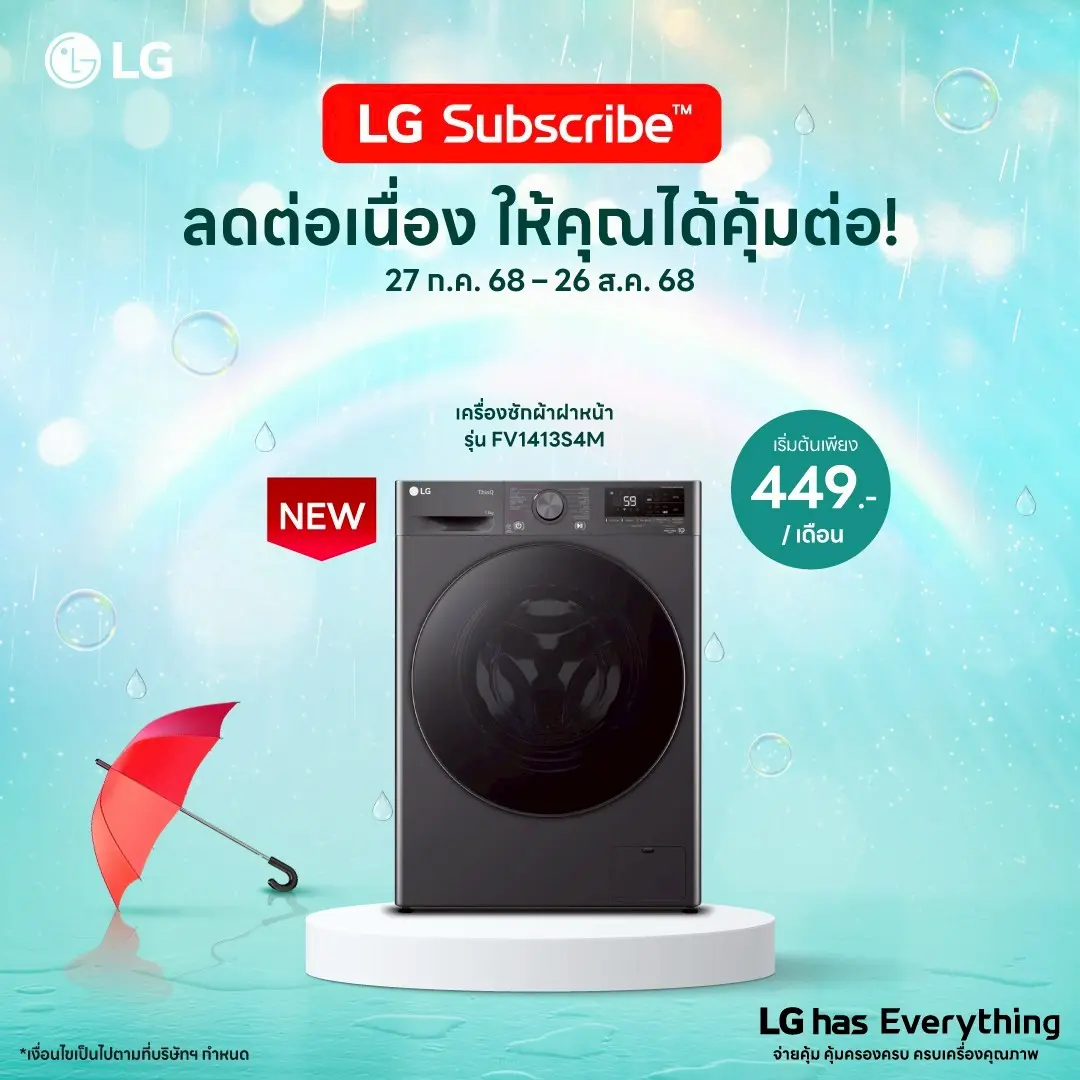 LG
LG Subscribe™
ลดต่อเนื่อง ให้คุณได้คุ้มต่อ!
27 ก.ค. 68 – 26 ส.ค. 68
เครื่องซักผ้าฝาหน้า
รุ่น FV1413S4M
เริ่มต้นเพียง
449.-
/ เดือน
NEW
LG
ThinQ
59
LG has Everything
จ่ายคุ้ม คุ้มครองครบ ครบเครื่องคุณภาพ
*เงื่อนไขเป็นไปตามที่บริษัทฯ กำหนด